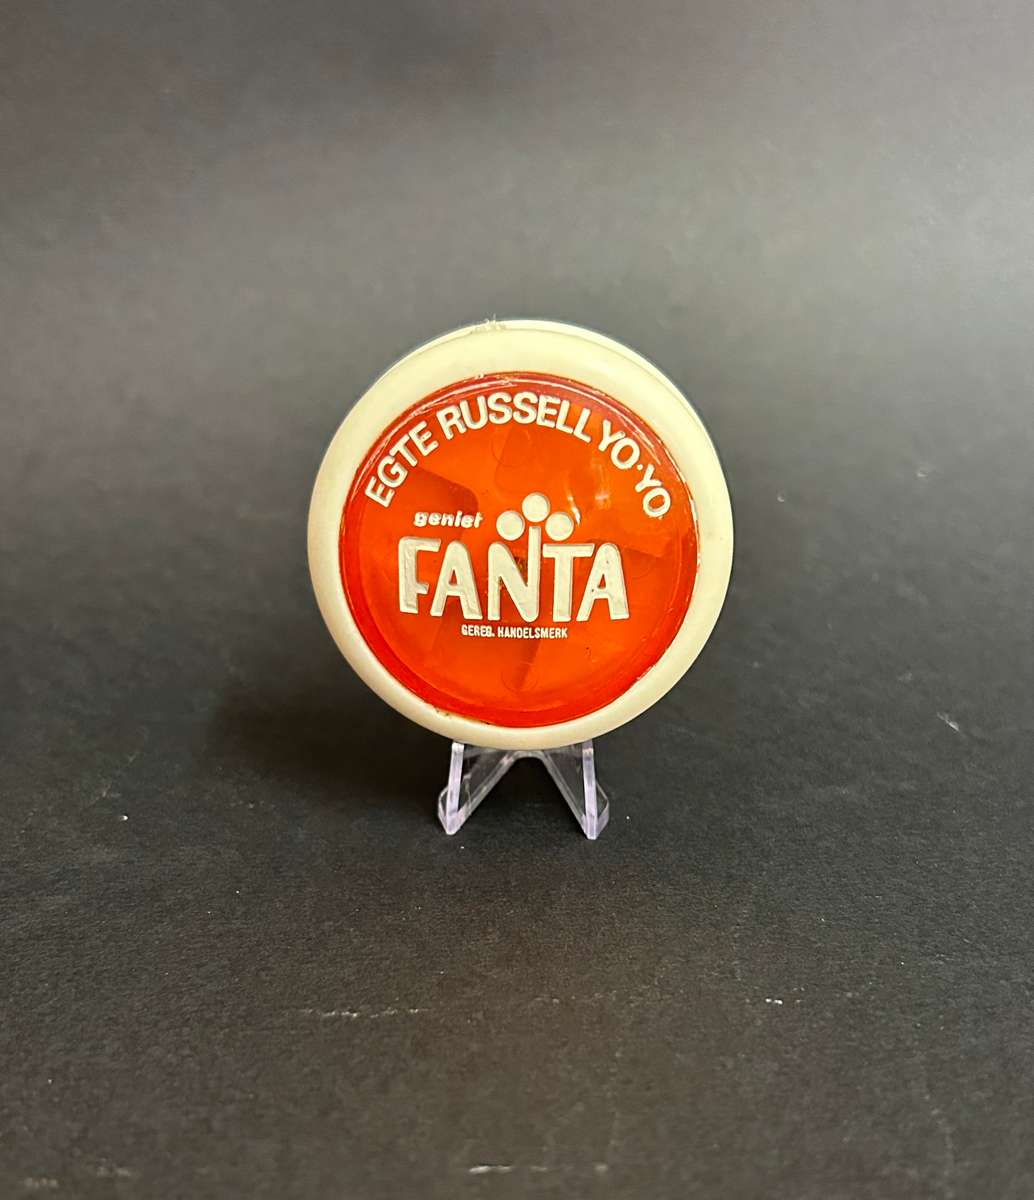 EGTE RUSSELL YO·YO
geniet
FANTA
GEREG. HANDELSMERK